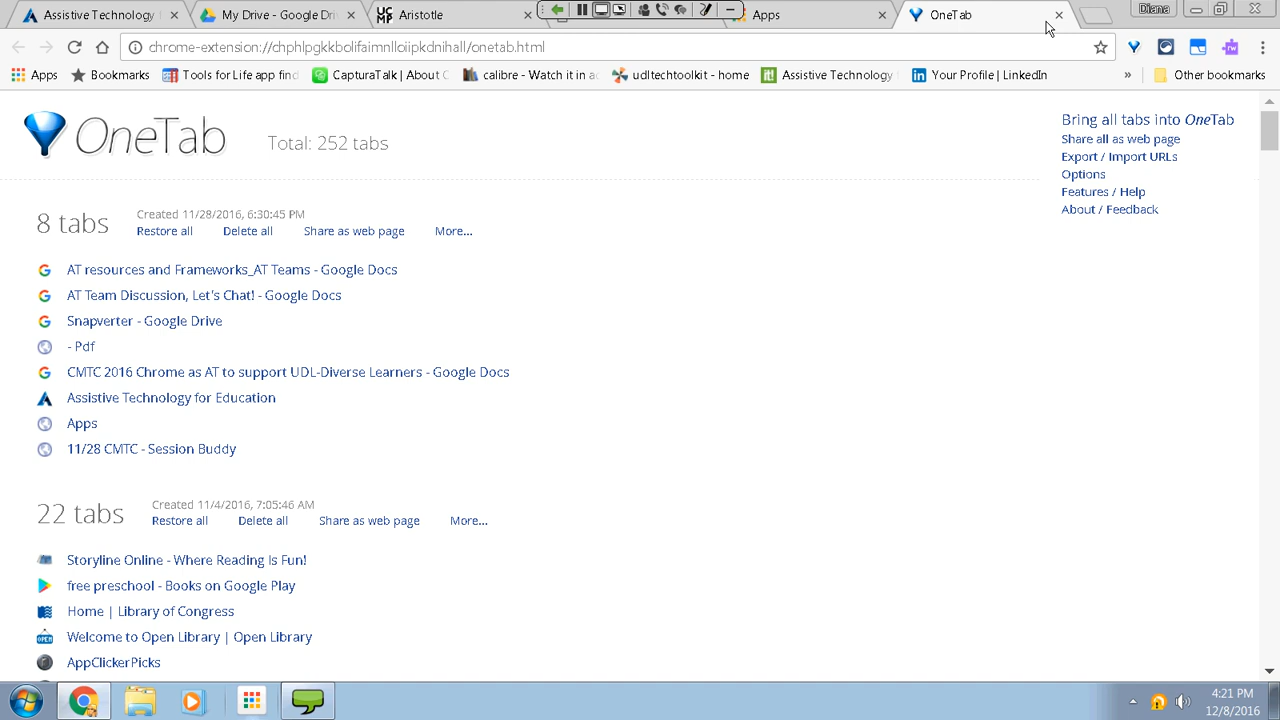 Assistive Technology
My Drive - Google Dri
Aristotle
Apps
OneTab
Diana
chrome-extension://chphlpgkkbolifaimnlloiipkdnihall/onetab.html
Apps
Bookmarks
Tools for Life app find
CapturaTalk | About C
calibre - Watch it in a
udltechtoolkit - home
Assistive Technology
Your Profile | LinkedIn
»
Other bookmarks
OneTab
Total: 252 tabs
Bring all tabs into OneTab
Share all as web page
Export / Import URLs
Options
Features / Help
About / Feedback
8 tabs
Created 11/28/2016, 6:30:45 PM
Restore all Delete all Share as web page More...
AT resources and Frameworks_AT Teams - Google Docs
AT Team Discussion, Let's Chat! - Google Docs
Snapverter - Google Drive
- Pdf
CMTC 2016 Chrome as AT to support UDL-Diverse Learners - Google Docs
Assistive Technology for Education
Apps
11/28 CMTC - Session Buddy
22 tabs
Created 11/4/2016, 7:05:46 AM
Restore all Delete all Share as web page More...
Storyline Online - Where Reading Is Fun!
free preschool - Books on Google Play
Home | Library of Congress
Welcome to Open Library | Open Library
AppClickerPicks
4:21 PM
12/8/2016